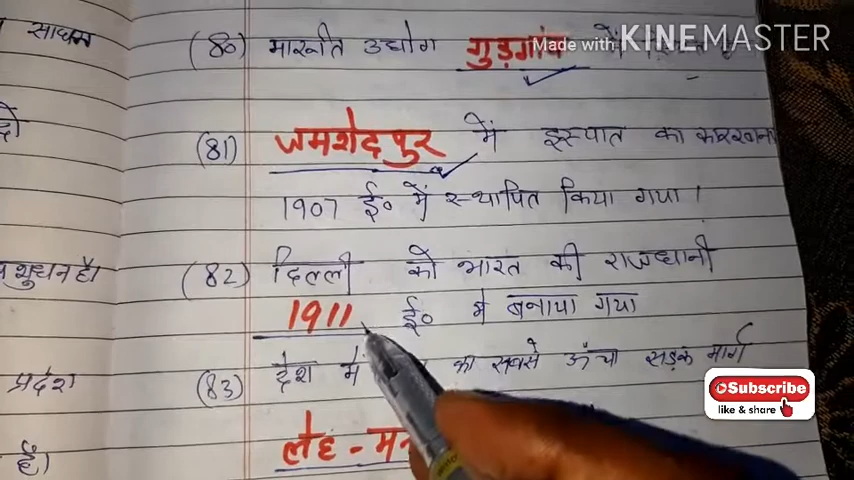 साधन
(80) मारुति उद्योग गुड़गांव में
Made with KINEMASTER
(81) जमशेदपुर में इस्पात का कारखाना
1907 ई० में स्थापित किया गया।
शुधन है।
(82) दिल्ली को भारत की राजधानी
1911 ई० मे बनाया गया
प्रदेश
(83) देश में का सबसे ऊँचा सड़क मार्ग
Subscribe
like & share
हैं।
लेह -